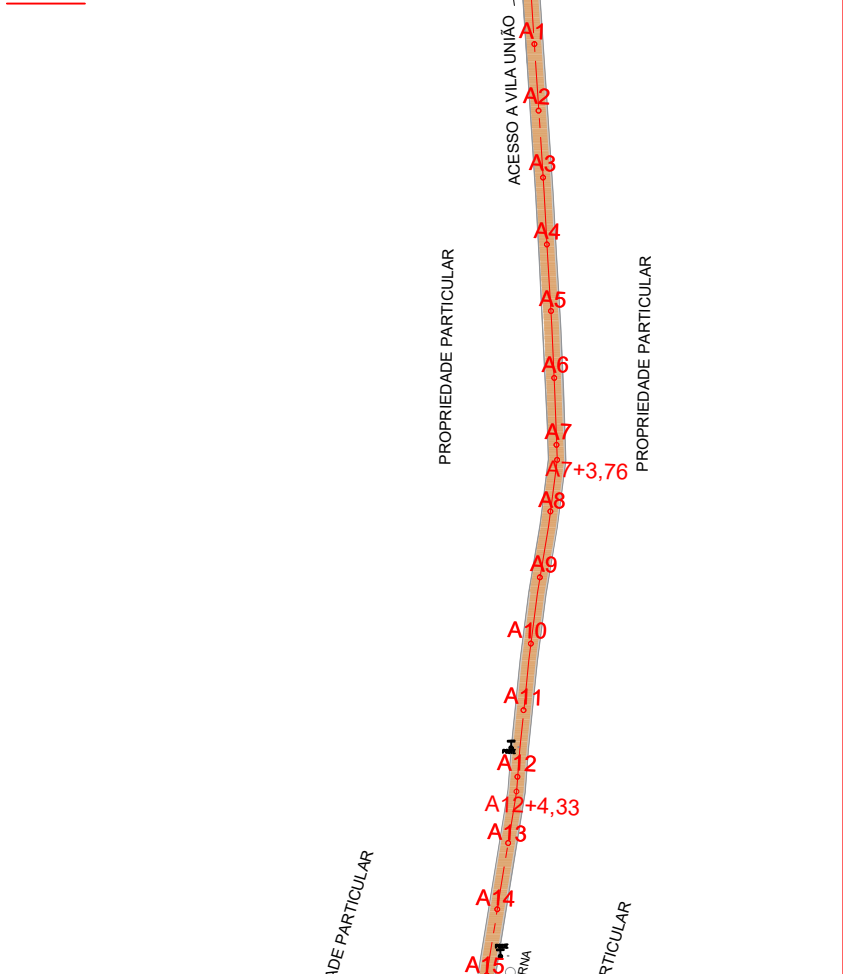 ACESSO A VILA UNIÃO
A1
A2
A3
A4
A5
PROPRIEDADE PARTICULAR
PROPRIEDADE PARTICULAR
A6
A7
A7+3,76
A8
A9
A10
A11
A12
A12+4,33
A13
A14
ADE PARTICULAR
RTICULAR
RNA
A15